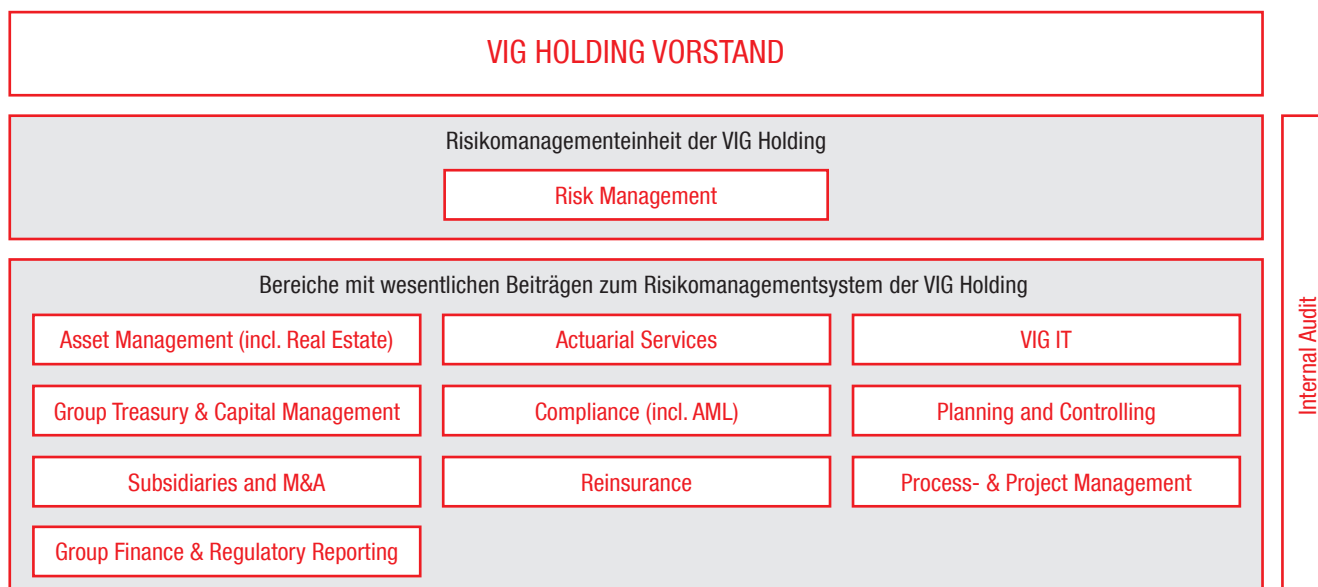 VIG HOLDING VORSTAND
Risikomanagementeinheit der VIG Holding
Risk Management
Bereiche mit wesentlichen Beiträgen zum Risikomanagementsystem der VIG Holding
Asset Management (incl. Real Estate)
Actuarial Services
VIG IT
Group Treasury & Capital Management
Compliance (incl. AML)
Planning and Controlling
Subsidiaries and M&A
Reinsurance
Process- & Project Management
Group Finance & Regulatory Reporting
Internal Audit